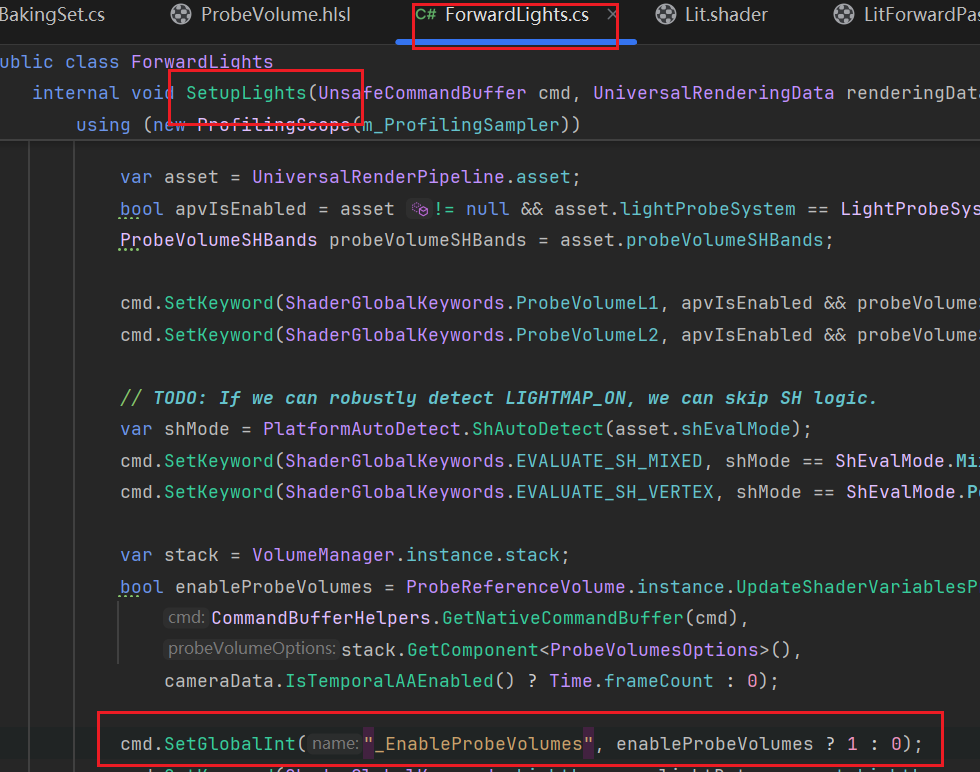 BakingSet.cs ProbeVolume.hlsl C# ForwardLights.cs × Lit.shader LitForwardPas
ublic class ForwardLights
internal void SetupLights(UnsafeCommandBuffer cmd, UniversalRenderingData renderingData
using (new ProfilingScope(m_ProfilingSampler))
var asset = UniversalRenderPipeline.asset;
bool apvIsEnabled = asset != null && asset.lightProbeSystem == LightProbeSys
ProbeVolumeSHBands probeVolumeSHBands = asset.probeVolumeSHBands;
cmd.SetKeyword(ShaderGlobalKeywords.ProbeVolumeL1, apvIsEnabled && probeVolumeS
cmd.SetKeyword(ShaderGlobalKeywords.ProbeVolumeL2, apvIsEnabled && probeVolumeS
// TODO: If we can robustly detect LIGHTMAP_ON, we can skip SH logic.
var shMode = PlatformAutoDetect.ShAutoDetect(asset.shEvalMode);
cmd.SetKeyword(ShaderGlobalKeywords.EVALUATE_SH_MIXED, shMode == ShEvalMode.Mi
cmd.SetKeyword(ShaderGlobalKeywords.EVALUATE_SH_VERTEX, shMode == ShEvalMode.P
var stack = VolumeManager.instance.stack;
bool enableProbeVolumes = ProbeReferenceVolume.instance.UpdateShaderVariablesP
cmd: CommandBufferHelpers.GetNativeCommandBuffer(cmd),
probeVolumeOptions: stack.GetComponent<ProbeVolumesOptions>(),
cameraData.IsTemporalAAEnabled() ? Time.frameCount : 0);
cmd.SetGlobalInt( name: "_EnableProbeVolumes", enableProbeVolumes ? 1 : 0);